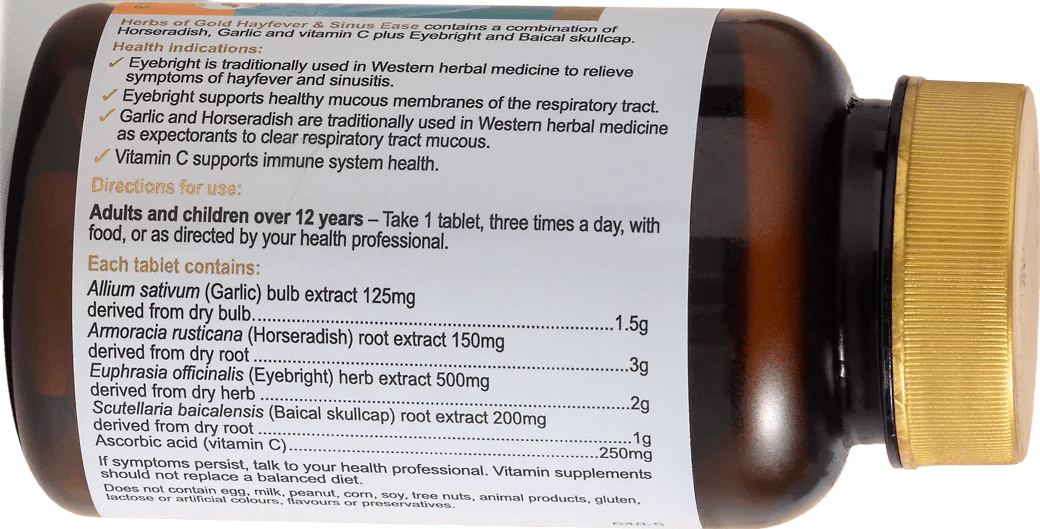 Herbs of Gold Hayfever & Sinus Ease contains a combination of
Horseradish, Garlic and vitamin C plus Eyebright and Baical skullcap.
Health indications:
✓ Eyebright is traditionally used in Western herbal medicine to relieve
symptoms of hayfever and sinusitis.
✓ Eyebright supports healthy mucous membranes of the respiratory tract.
✓ Garlic and Horseradish are traditionally used in Western herbal medicine
as expectorants to clear respiratory tract mucous.
✓ Vitamin C supports immune system health.
Directions for use:
Adults and children over 12 years – Take 1 tablet, three times a day, with
food, or as directed by your health professional.
Each tablet contains:
Allium sativum (Garlic) bulb extract 125mg
derived from dry bulb..........1.5g
Armoracia rusticana (Horseradish) root extract 150mg
derived from dry root..........3g
Euphrasia officinalis (Eyebright) herb extract 500mg
derived from dry herb..........2g
Scutellaria baicalensis (Baical skullcap) root extract 200mg
derived from dry root..........1g
Ascorbic acid (vitamin C)..........250mg
If symptoms persist, talk to your health professional. Vitamin supplements
should not replace a balanced diet.
Does not contain egg, milk, peanut, corn, soy, tree nuts, animal products, gluten,
lactose or artificial colours, flavours or preservatives.